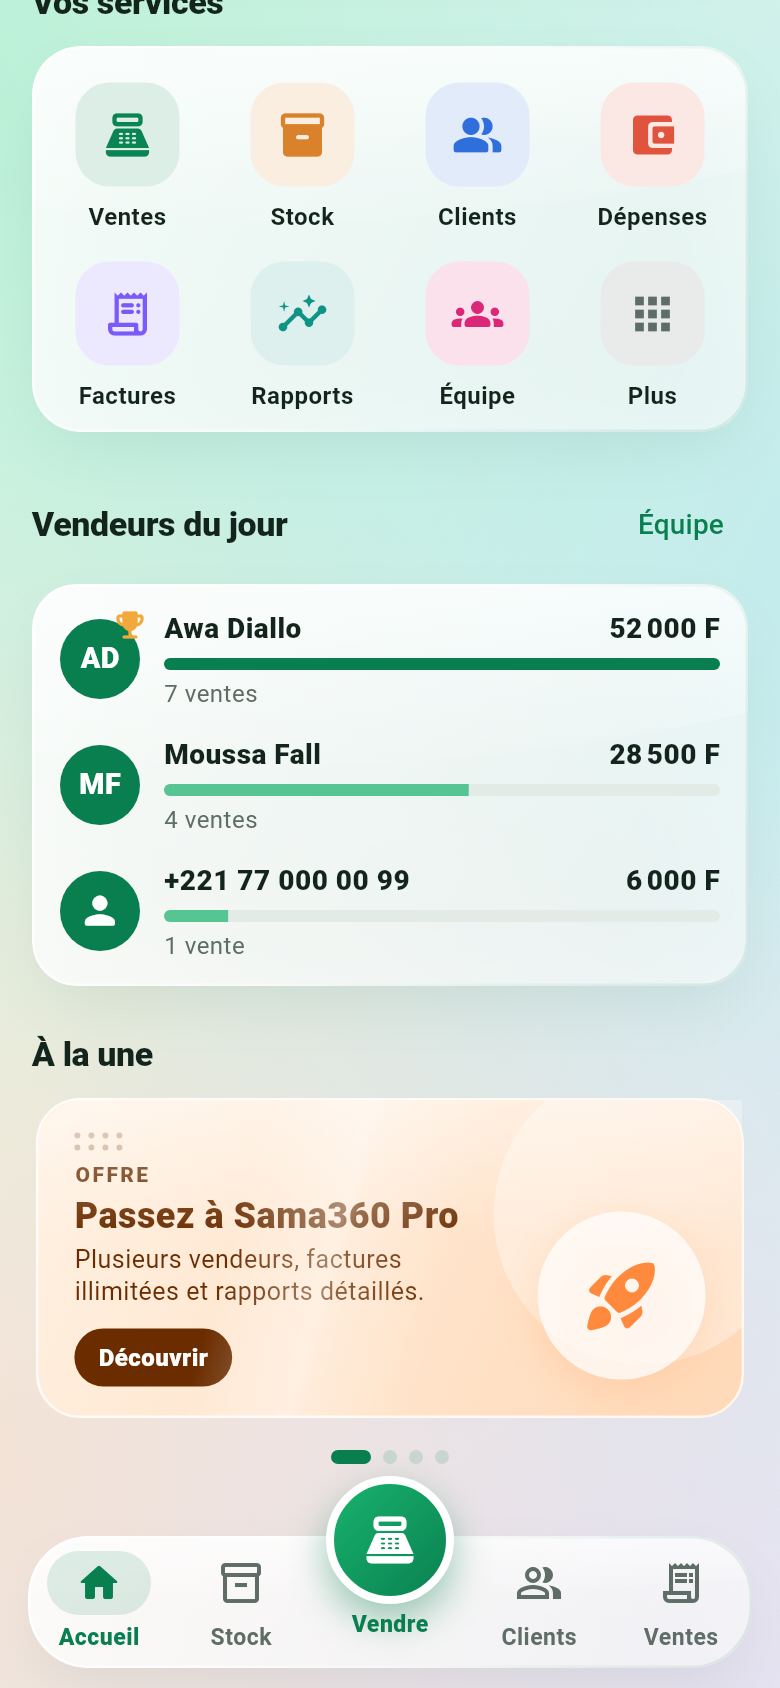 Vos services
Ventes
Stock
Clients
Dépenses
Factures
Rapports
Équipe
Plus
Vendeurs du jour
Équipe
AD
Awa Diallo
52 000 F
7 ventes
MF
Moussa Fall
28 500 F
4 ventes
+221 77 000 00 99
6 000 F
1 vente
À la une
OFFRE
Passez à Sama360 Pro
Plusieurs vendeurs, factures
illimitées et rapports détaillés.
Découvrir
Accueil
Stock
Vendre
Clients
Ventes